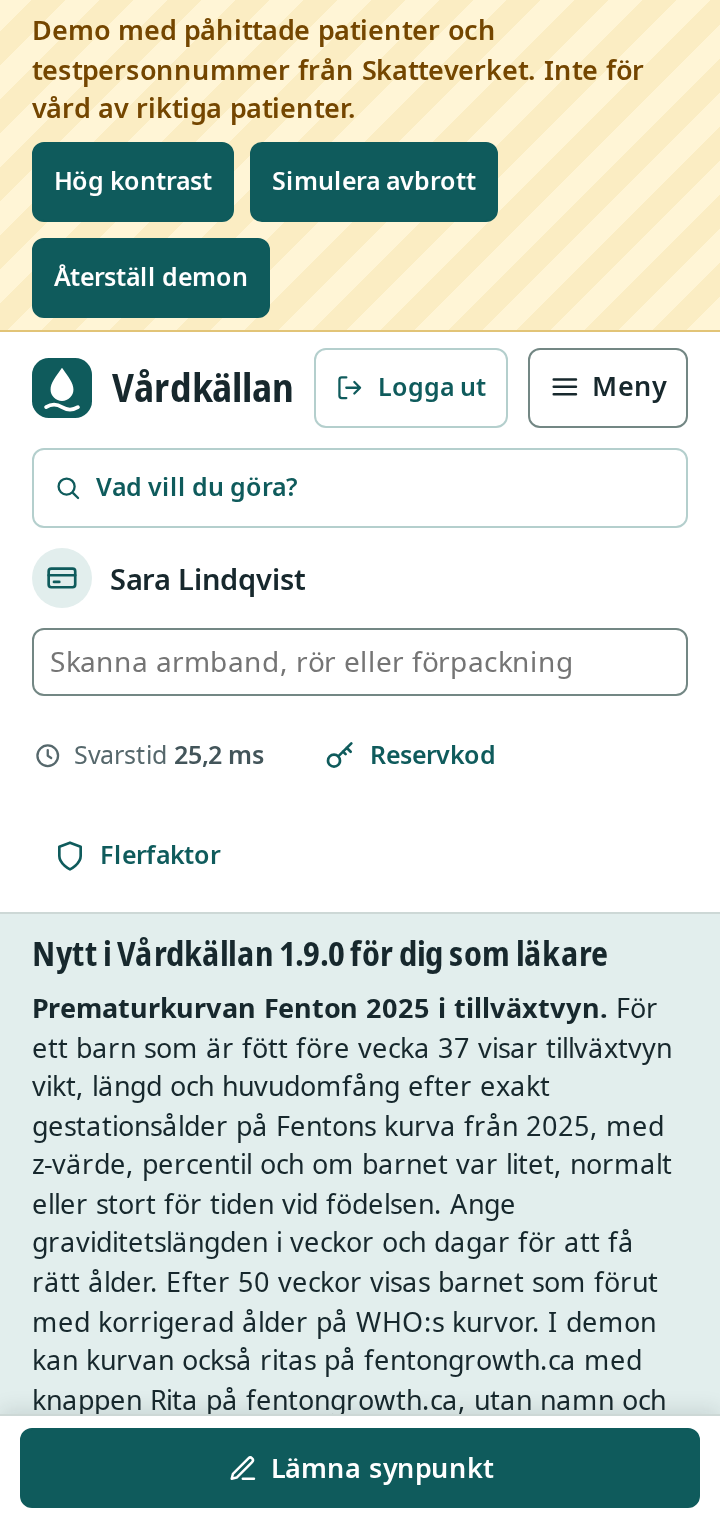 Demo med påhittade patienter och
testpersonnummer från Skatteverket. Inte för
vård av riktiga patienter.
Hög kontrast
Simulera avbrott
Återställ demon
Vårdkällan
Logga ut
Meny
Vad vill du göra?
Sara Lindqvist
Skanna armband, rör eller förpackning
Svarstid 25,2 ms
Reservkod
Flerfaktor
Nytt i Vårdkällan 1.9.0 för dig som läkare
Prematurkurvan Fenton 2025 i tillväxtvyn. För
ett barn som är fött före vecka 37 visar tillväxtvyn
vikt, längd och huvudomfång efter exakt
gestationsålder på Fentons kurva från 2025, med
z-värde, percentil och om barnet var litet, normalt
eller stort för tiden vid födelsen. Ange
graviditetslängden i veckor och dagar för att få
rätt ålder. Efter 50 veckor visas barnet som förut
med korrigerad ålder på WHO:s kurvor. I demon
kan kurvan också ritas på fentongrowth.ca med
knappen Rita på fentongrowth.ca, utan namn och
Lämna synpunkt